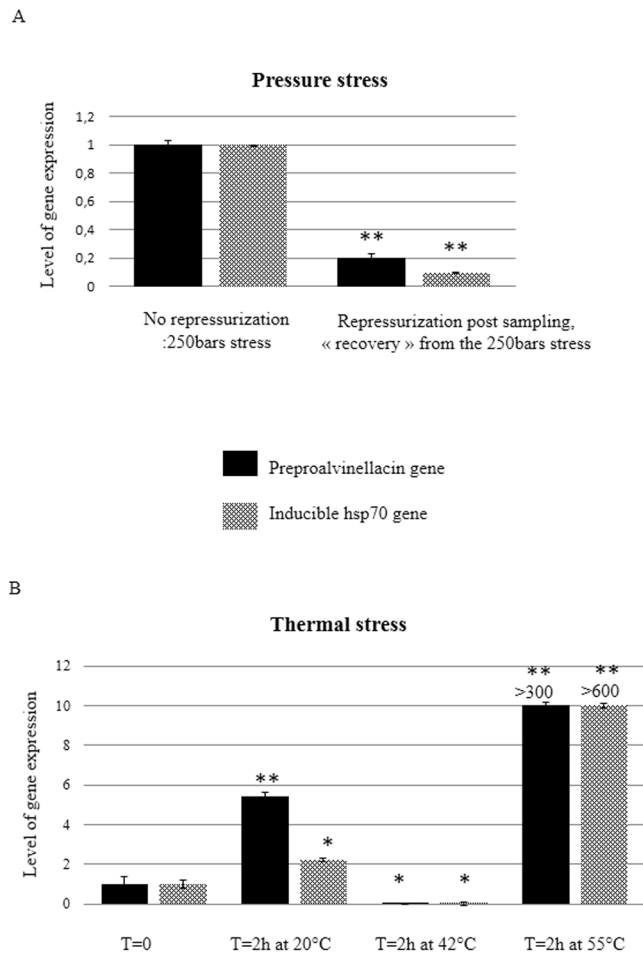 A
Pressure stress
Level of gene expression
1,2
1
0,8
0,6
0,4
0,2
0
** **
No repressurization
:250bars stress
Repressurization post sampling,
« recovery » from the 250bars stress
Preproalvinellacin gene
Inducible hsp70 gene
B
Thermal stress
Level of gene expression
12
10
8
6
4
2
0
** *
* *
** **
>300 >600
T=0 T=2h at 20°C T=2h at 42°C T=2h at 55°C